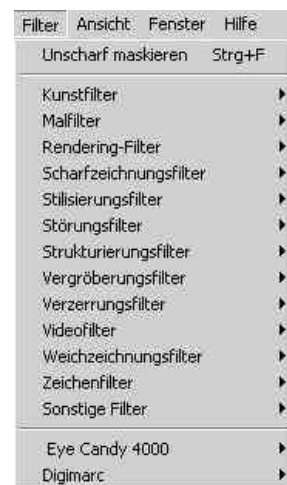 Filter Ansicht Fenster Hilfe
Unscharf maskieren Strg+F
Kunstfilter
Malfilter
Rendering-Filter
Scharfzeichnungsfilter
Stilisierungsfilter
Störungsfilter
Strukturierungsfilter
Vergröberungsfilter
Verzerrungsfilter
Videofilter
Weichzeichnungsfilter
Zeichenfilter
Sonstige Filter
Eye Candy 4000
Digimarc